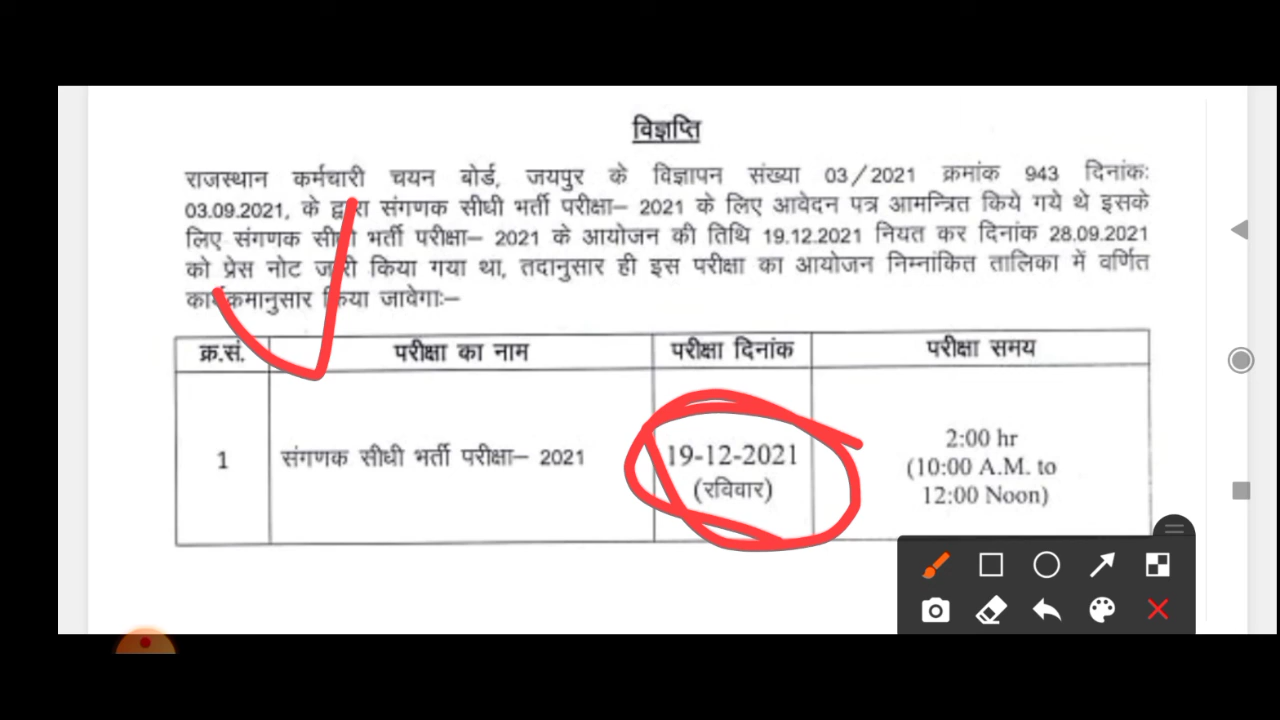 विज्ञप्ति
राजस्थान कर्मचारी चयन बोर्ड, जयपुर के विज्ञापन संख्या 03/2021 क्रमांक 943 दिनांक:
03.09.2021, के द्वारा संगणक सीधी भर्ती परीक्षा– 2021 के लिए आवेदन पत्र आमन्त्रित किये गये थे इसके
लिए संगणक सीधी भर्ती परीक्षा– 2021 के आयोजन की तिथि 19.12.2021 नियत कर दिनांक 28.09.2021
को प्रेस नोट जारी किया गया था, तदानुसार ही इस परीक्षा का आयोजन निम्नांकित तालिका में वर्णित
कार्यक्रमानुसार किया जावेगाः–
क्र.सं. परीक्षा का नाम परीक्षा दिनांक परीक्षा समय
1 संगणक सीधी भर्ती परीक्षा– 2021 19-12-2021 2:00 hr
(रविवार) (10:00 A.M. to
12:00 Noon)